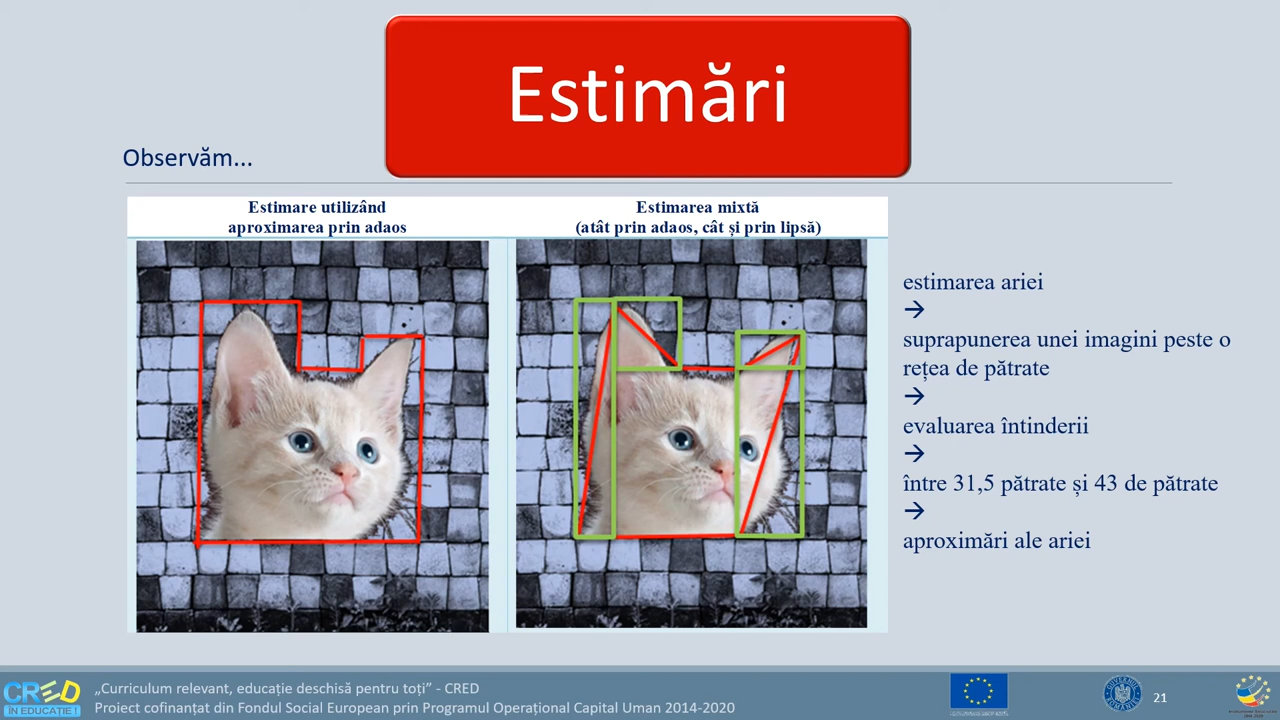 Estimări
Observăm...
Estimare utilizând
aproximarea prin adaos
Estimarea mixtă
(atât prin adaos, cât și prin lipsă)
estimarea ariei
→
suprapunerea unei imagini peste o
rețea de pătrate
→
evaluarea întinderii
→
între 31,5 pătrate și 43 de pătrate
→
aproximări ale ariei
CRED
ÎN EDUCAȚIE !
„Curriculum relevant, educație deschisă pentru toți” - CRED
Proiect cofinanțat din Fondul Social European prin Programul Operațional Capital Uman 2014-2020
21